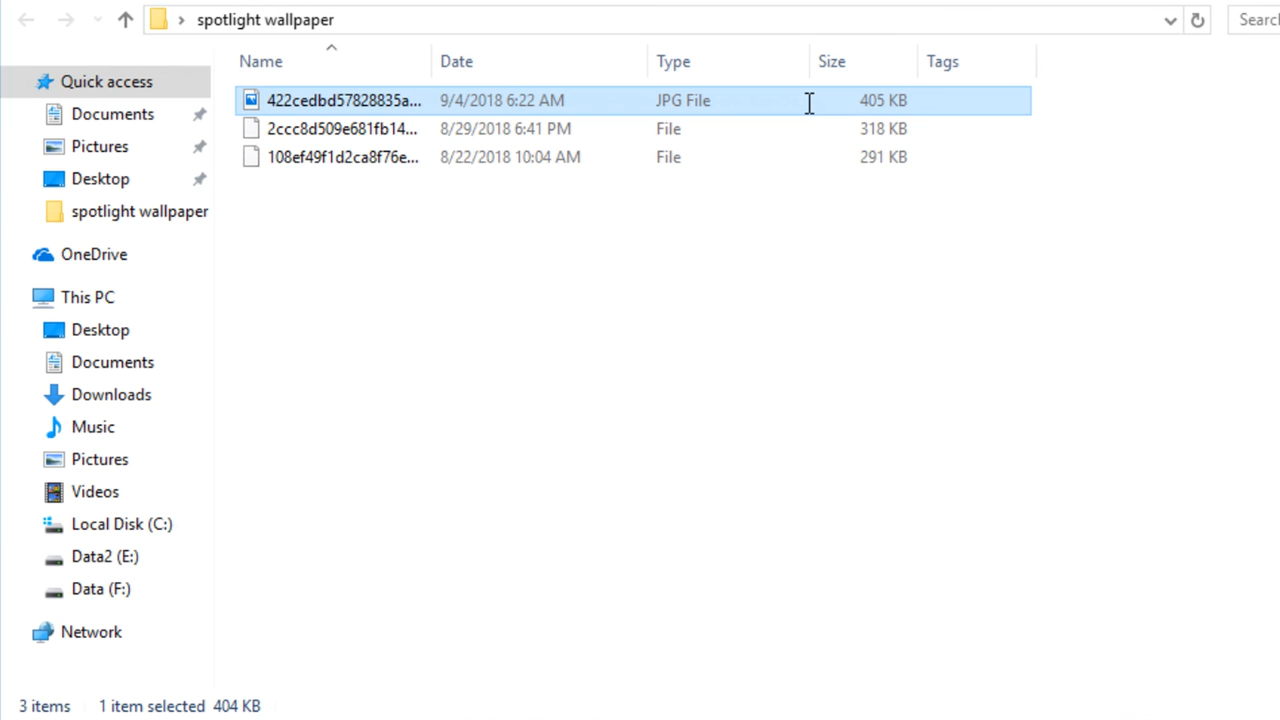 spotlight wallpaper
Searc
Name Date Type Size Tags
422cedbd57828835a... 9/4/2018 6:22 AM JPG File 405 KB
2ccc8d509e681fb14... 8/29/2018 6:41 PM File 318 KB
108ef49f1d2ca8f76e... 8/22/2018 10:04 AM File 291 KB
Quick access
Documents
Pictures
Desktop
spotlight wallpaper
OneDrive
This PC
Desktop
Documents
Downloads
Music
Pictures
Videos
Local Disk (C:)
Data2 (E:)
Data (F:)
Network
3 items 1 item selected 404 KB